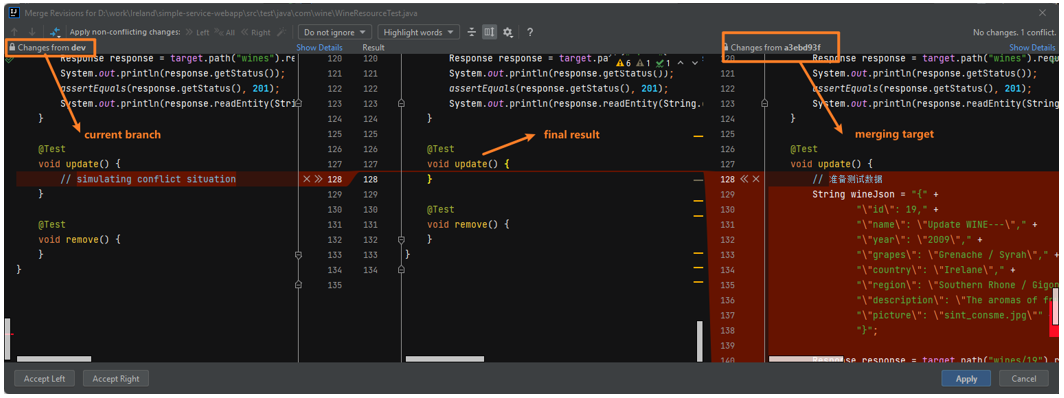 Merge Revisions for D:\work\Ireland\simple-service-webapp\src\test\java\com\wine\WineResourceTest.java
Apply non-conflicting changes: Left All Right Do not ignore Highlight words ? No changes. 1 conflict.
Changes from dev Show Details Result Changes from a3ebd93f Show Details
Response response = target.path("wines").re
120
System.out.println(response.getStatus());
121
assertEquals(response.getStatus(), 201);
122
System.out.println(response.readEntity(Stri
123
}
124
current branch
125
@Test
126
void update() {
127
// simulating conflict situation
128
}
129
130
@Test
131
void remove() {
132
}
133
}
134
135
120
Response response = target.pa
6 1 1
121
System.out.println(response.getStatus());
122
assertEquals(response.getStatus(), 201);
123
System.out.println(response.readEntity(String.
124
}
125
final result
126
@Test
127
void update() {
128
}
129
130
@Test
131
void remove() {
132
}
133
}
134
120
Response response = target.path("wines").requ
121
System.out.println(response.getStatus());
122
assertEquals(response.getStatus(), 201);
123
System.out.println(response.readEntity(String
124
}
125
merging target
126
@Test
127
void update() {
128
// 准备测试数据
129
String wineJson = "{" +
130
"\"id\": 19," +
131
"\"name\": \"Update WINE---\"," +
132
"\"year\": \"2009\"," +
133
"\"grapes\": \"Grenache / Syrah\"," +
134
"\"country\": \"Irelane\"," +
135
"\"region\": \"Southern Rhone / Gigon
136
"\"description\": \"The aromas of f
137
"\"picture\": \"sint_consme.jpg\""
138
"}";
139
140
Response response = target.path("wines/19").r
Accept Left Accept Right Apply Cancel